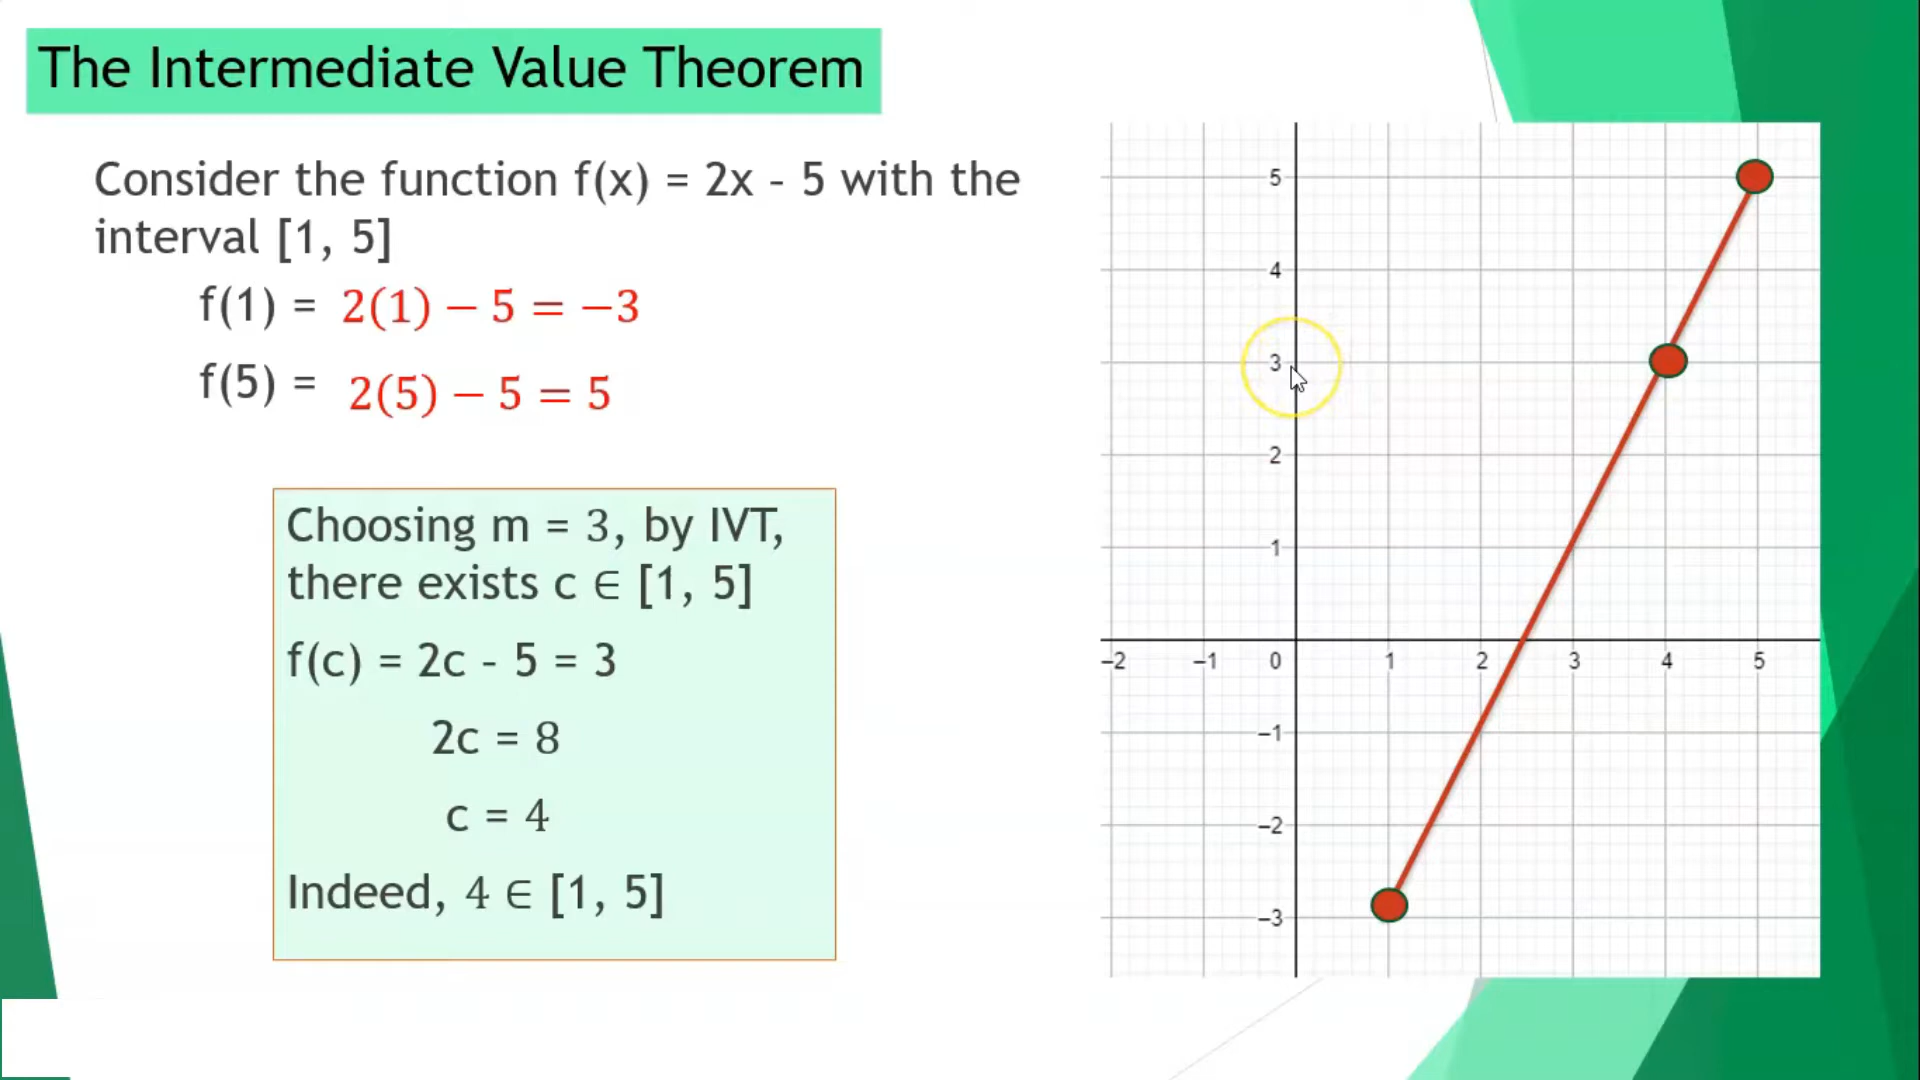 The Intermediate Value Theorem
Consider the function f(x) = 2x - 5 with the
interval [1, 5]
f(1) = 2(1) − 5 = −3
f(5) = 2(5) − 5 = 5
Choosing m = 3, by IVT,
there exists c ∈ [1, 5]
f(c) = 2c - 5 = 3
2c = 8
c = 4
Indeed, 4 ∈ [1, 5]
5
4
3
2
1
−2 −1 0 1 2 3 4 5
−1
−2
−3